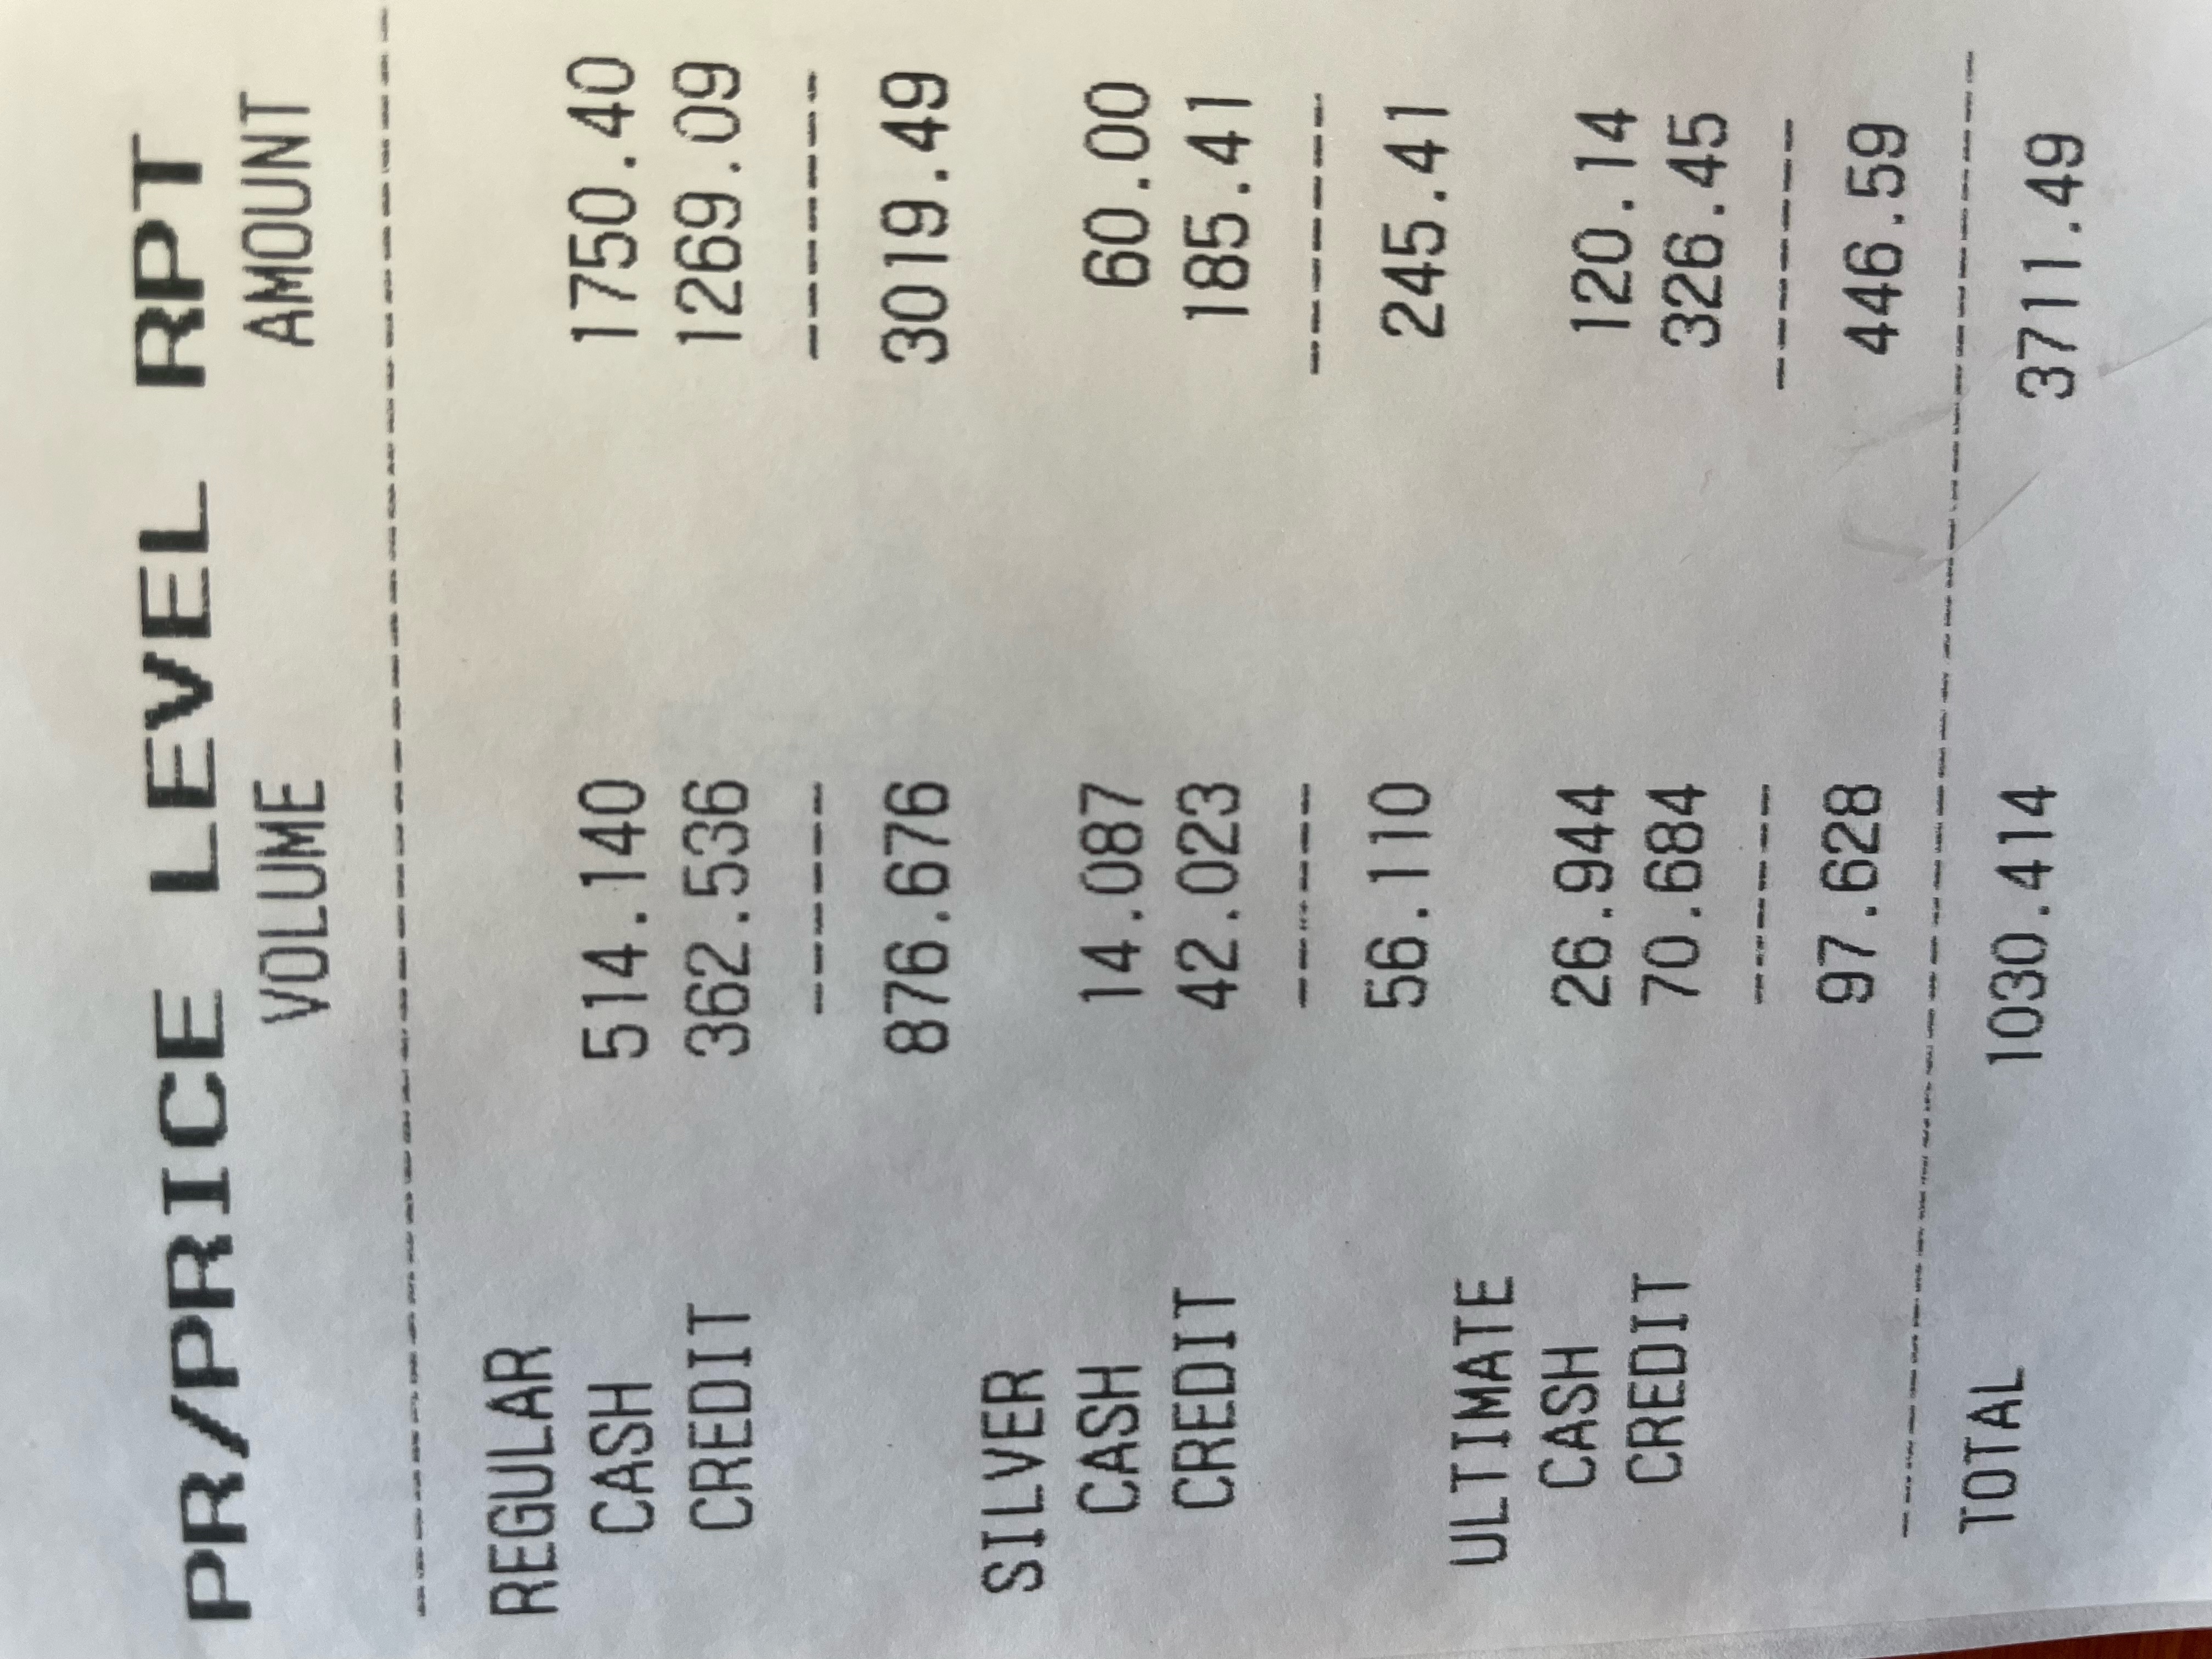 PR/PRICE LEVEL RPT
VOLUME AMOUNT
REGULAR
CASH 514.140 1750.40
CREDIT 362.536 1269.09
876.676 3019.49
SILVER
CASH 14.087 60.00
CREDIT 42.023 185.41
56.110 245.41
ULTIMATE
CASH 26.944 120.14
CREDIT 70.684 326.45
97.628 446.59
TOTAL 1030.414 3711.49